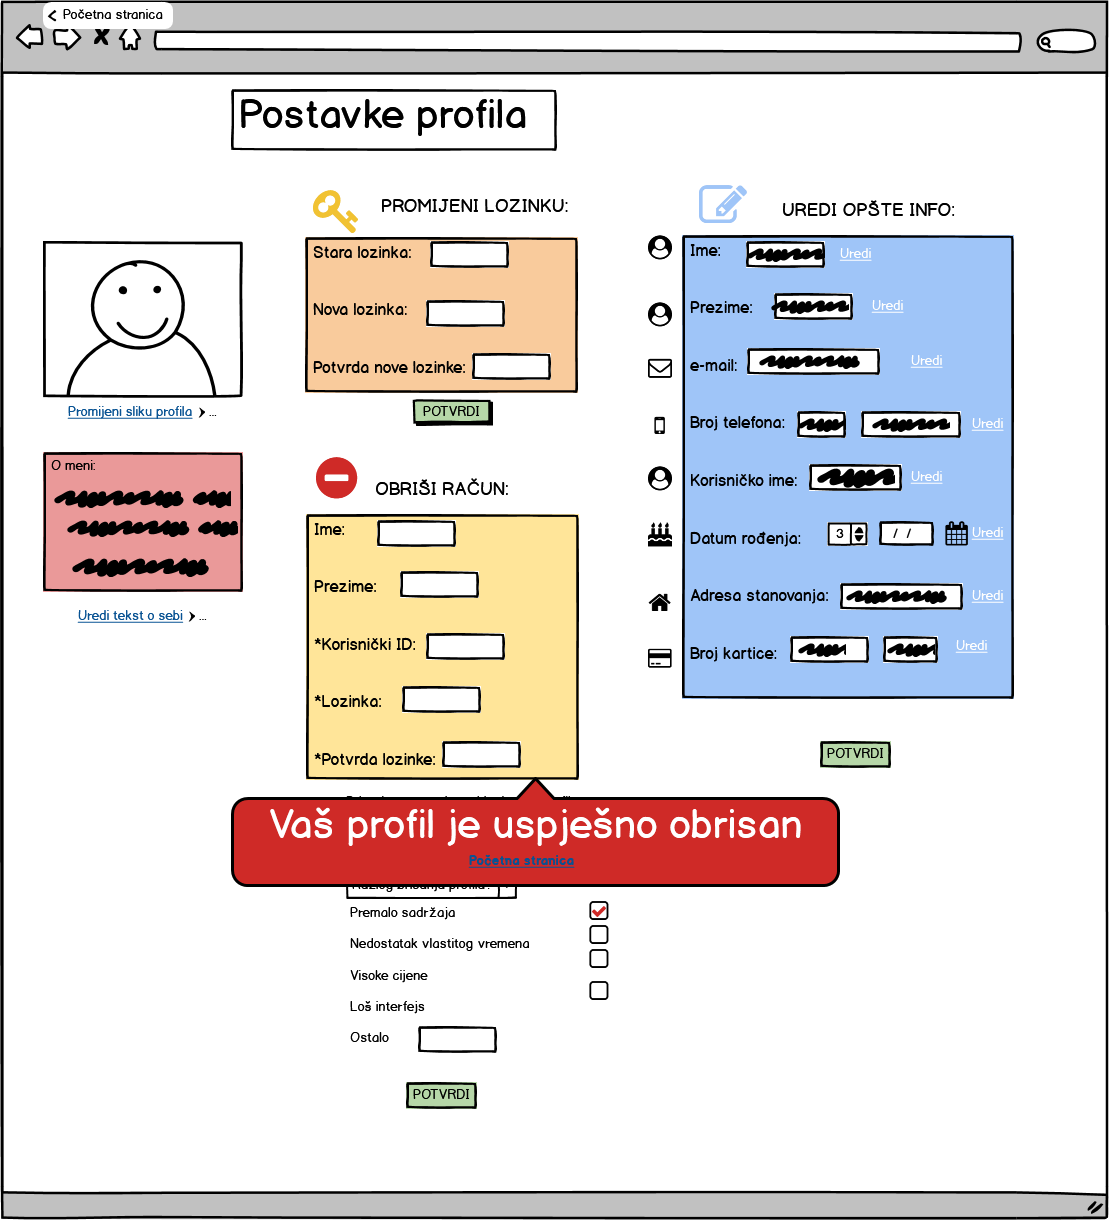 Početna stranica
Postavke profila
PROMIJENI LOZINKU:
Stara lozinka:
Nova lozinka:
Potvrda nove lozinke:
POTVRDI
Promijeni sliku profila ...
O meni:
Uredi tekst o sebi ...
OBRIŠI RAČUN:
Ime:
Prezime:
*Korisnički ID:
*Lozinka:
*Potvrda lozinke:
Vaš profil je uspješno obrisan
Početna stranica
Razlog brisanja profila?
Premalo sadržaja
Nedostatak vlastitog vremena
Visoke cijene
Loš interfejs
Ostalo
POTVRDI
UREDI OPŠTE INFO:
Ime: Uredi
Prezime: Uredi
e-mail: Uredi
Broj telefona: Uredi
Korisničko ime: Uredi
Datum rođenja: 3 / / Uredi
Adresa stanovanja: Uredi
Broj kartice: Uredi
POTVRDI